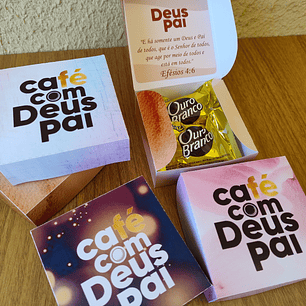 Deus
Pai
"E há somente um Deus e Pai
de todos, que é o Senhor de todos,
que age por meio de todos e
está em todos."
Efésios 4:6
café
com
Deus
Pai
Ouro
Branco
Ouro
Branco
café
com
Deus
Pai
café
com
Deus
Pai